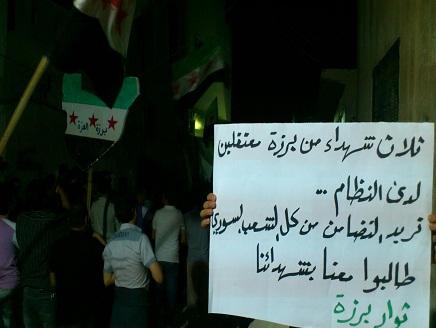 برزة الحرة
ثلاث شهداء من برزة معتقلين
لدى النظام ...
نريد التضامن من كل الشعب السوري
طالبوا معنا بشهدائنا
ثوار برزة